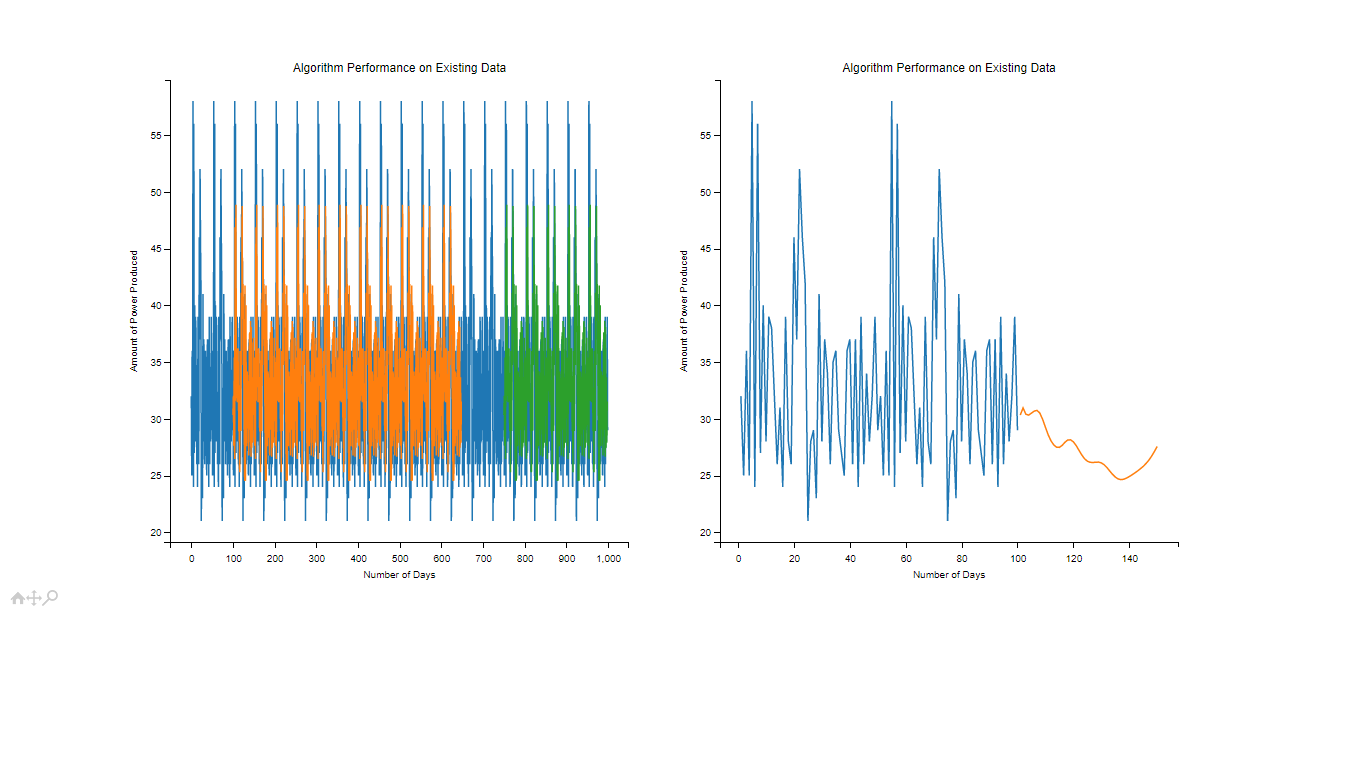 Algorithm Performance on Existing Data
Amount of Power Produced
55
50
45
40
35
30
25
20
0 100 200 300 400 500 600 700 800 900 1,000
Number of Days
Algorithm Performance on Existing Data
Amount of Power Produced
55
50
45
40
35
30
25
20
0 20 40 60 80 100 120 140
Number of Days